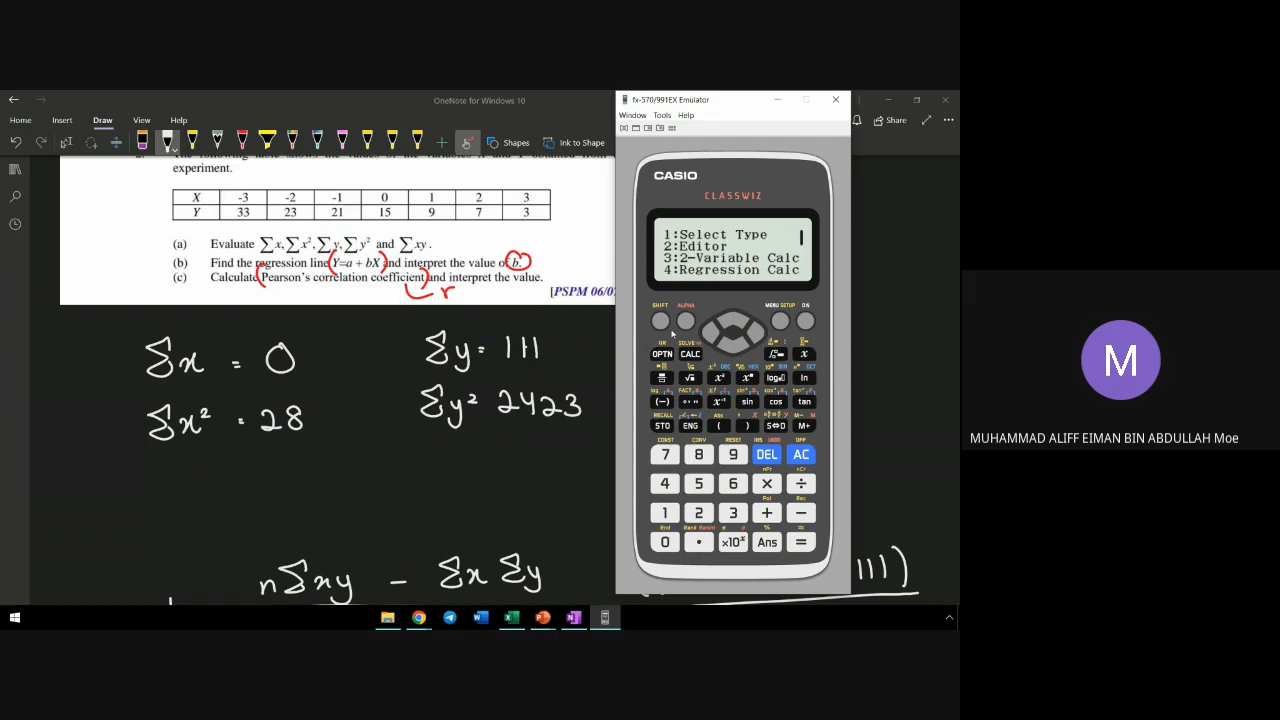 OneNote for Windows 10
fx-570/991EX Emulator
Window Tools Help
Home Insert Draw View Help
Share
Shapes
Ink to Shape
experiment.
X -3 -2 -1 0 1 2 3
Y 33 23 21 15 9 7 3
(a) Evaluate ∑x, ∑x², ∑y, ∑y² and ∑xy.
(b) Find the regression line Y=a + bX and interpret the value of b.
(c) Calculate Pearson's correlation coefficient and interpret the value.
r
[PSPM 06/0
∑x = 0
∑y = 111
∑x² = 28
∑y² 2423
n∑xy - ∑x ∑y
111)
CASIO
CLASSWIZ
1:Select Type
2:Editor
3:2-Variable Calc
4:Regression Calc
SHIFT ALPHA MENU SETUP ON
OPTN CALC x
x² sin cos tan
STO ENG ( ) S⇔D M+
7 8 9 DEL AC
4 5 6 × ÷
1 2 3 + −
0 • ×10ˣ Ans =
M
MUHAMMAD ALIFF EIMAN BIN ABDULLAH Moe